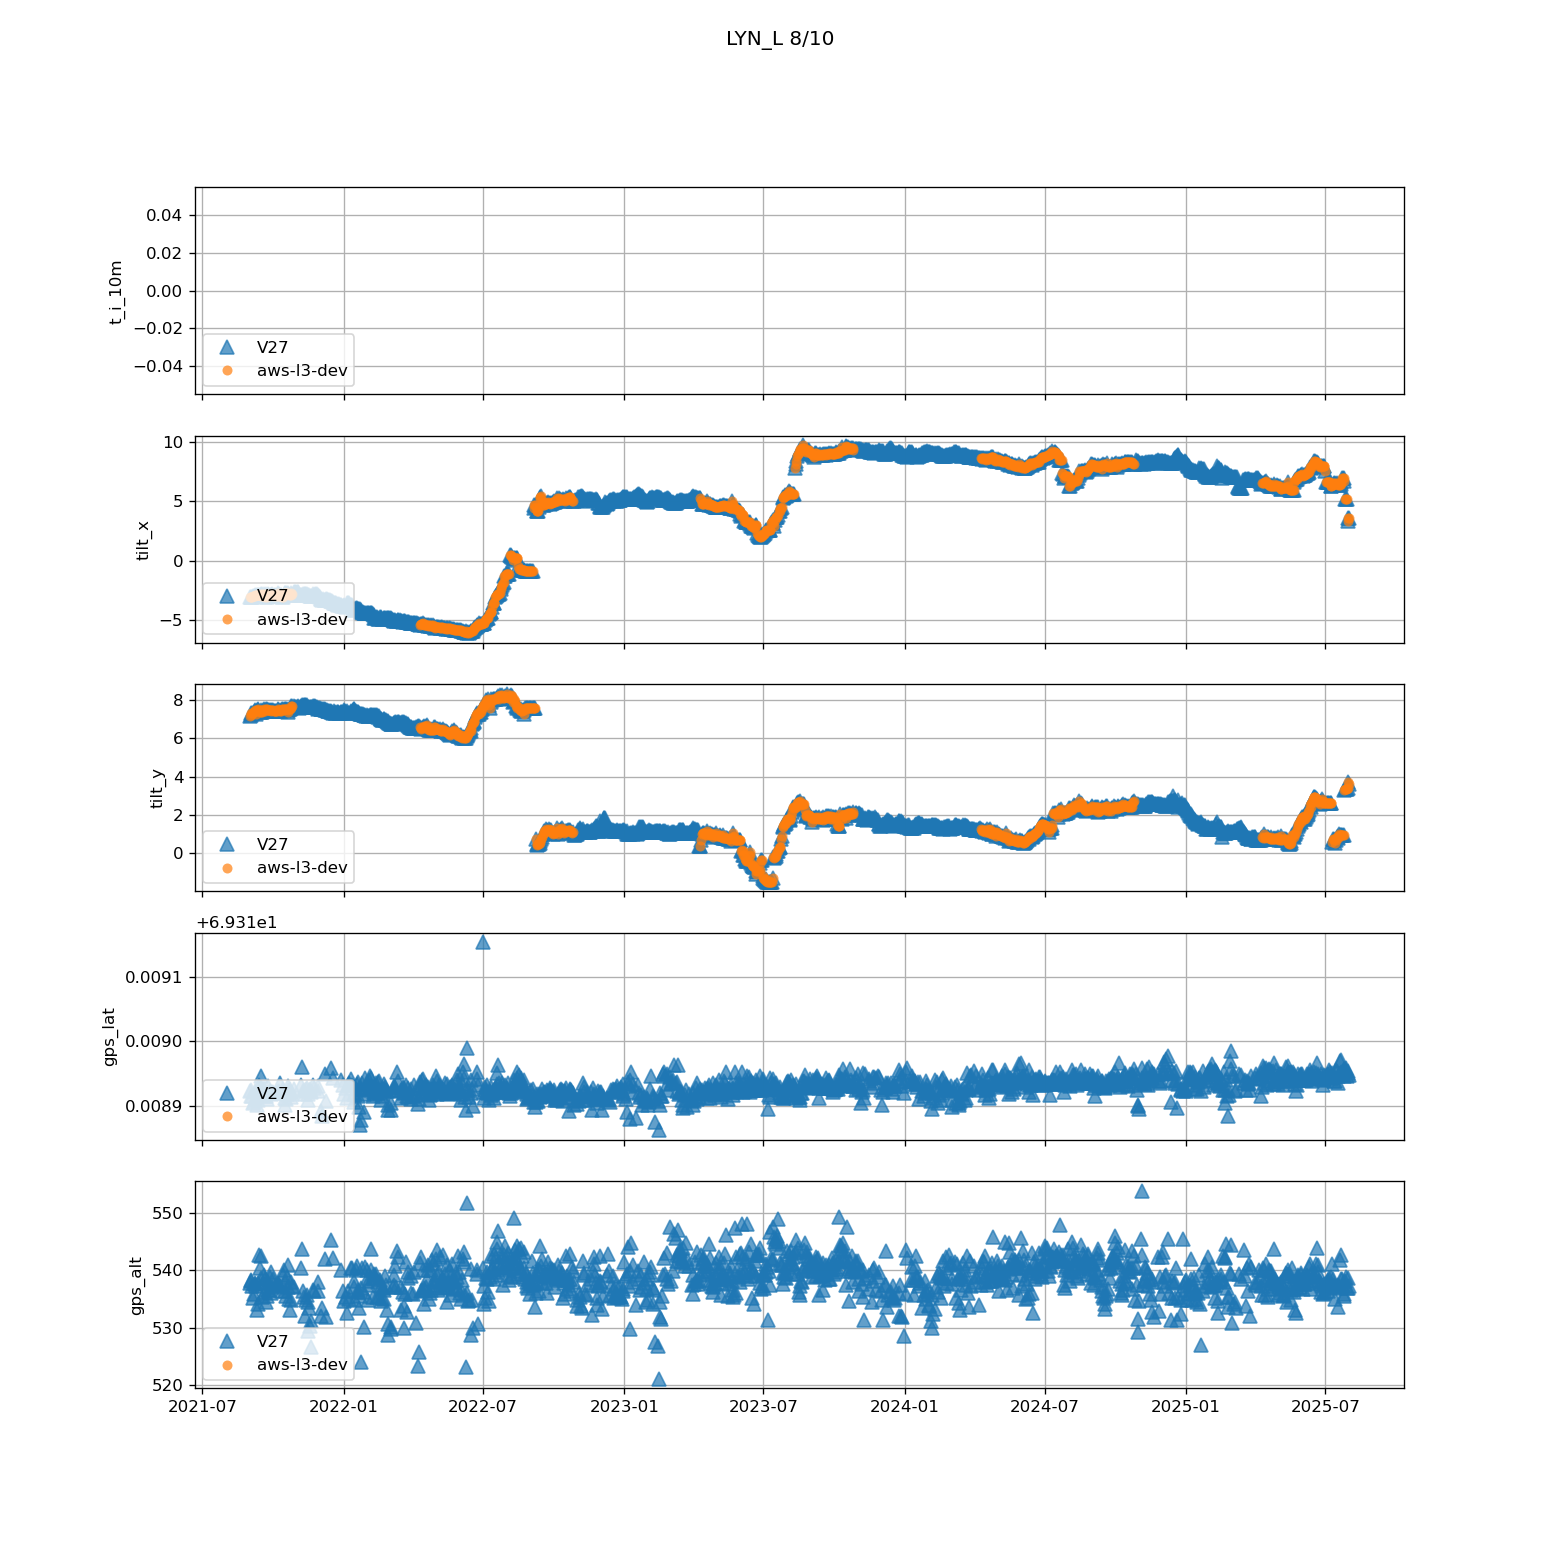 LYN_L 8/10
t_i_10m
0.04
0.02
0.00
−0.02
−0.04
V27
aws-l3-dev
tilt_x
10
5
0
−5
V27
aws-l3-dev
tilt_y
8
6
4
2
0
V27
aws-l3-dev
+6.931e1
gps_lat
0.00891
0.00890
0.00889
V27
aws-l3-dev
gps_alt
550
540
530
520
V27
aws-l3-dev
2021-07 2022-01 2022-07 2023-01 2023-07 2024-01 2024-07 2025-01 2025-07